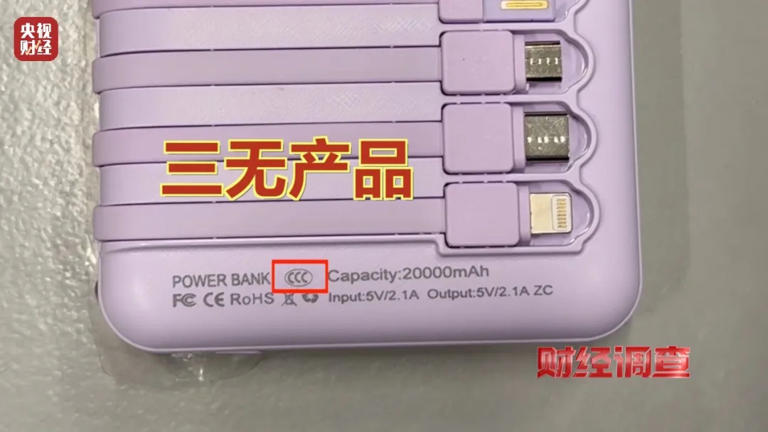 央视
财经
三无产品
POWER BANK CCC Capacity:20000mAh
FC CE RoHS Input:5V/2.1A Output:5V/2.1A ZC
财经调查